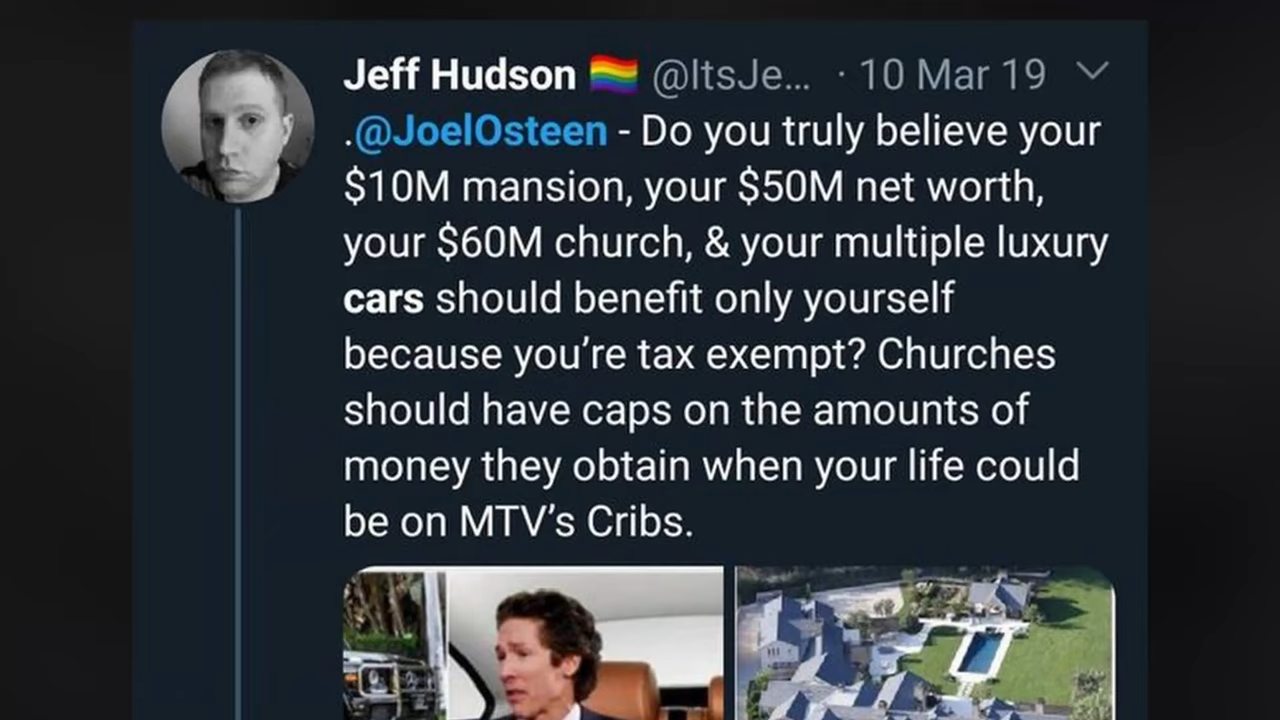 Jeff Hudson 🏳️‍🌈 @ItsJe... · 10 Mar 19
.@JoelOsteen - Do you truly believe your
$10M mansion, your $50M net worth,
your $60M church, & your multiple luxury
cars should benefit only yourself
because you’re tax exempt? Churches
should have caps on the amounts of
money they obtain when your life could
be on MTV’s Cribs.